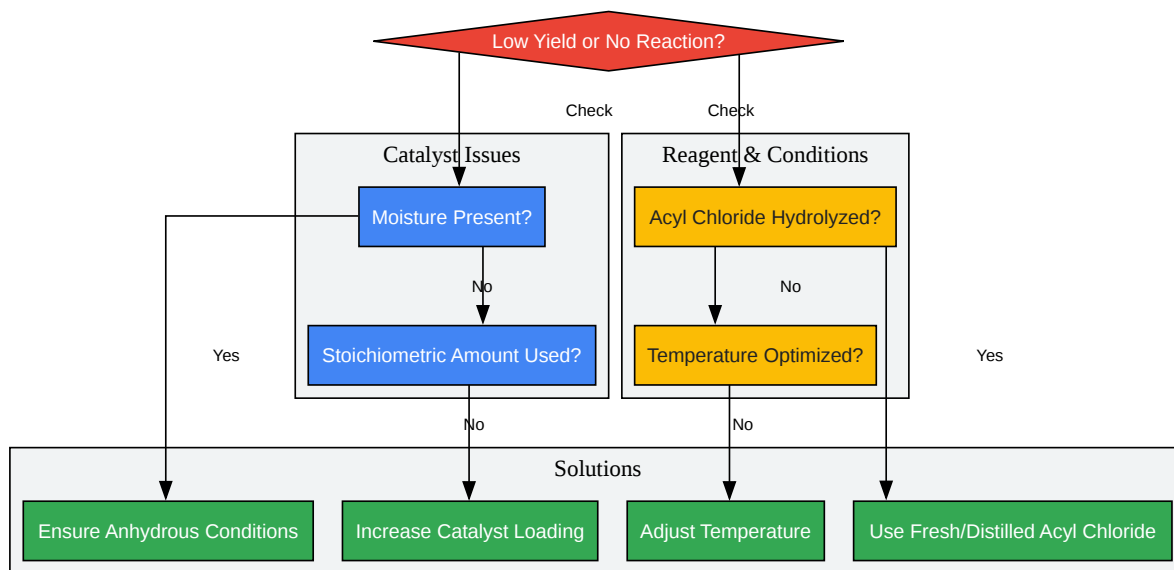 Low Yield or No Reaction?
Check
Check
Catalyst Issues
Reagent & Conditions
Moisture Present?
Acyl Chloride Hydrolyzed?
No
No
Yes
Stoichiometric Amount Used?
Temperature Optimized?
Yes
No
No
Solutions
Ensure Anhydrous Conditions
Increase Catalyst Loading
Adjust Temperature
Use Fresh/Distilled Acyl Chloride